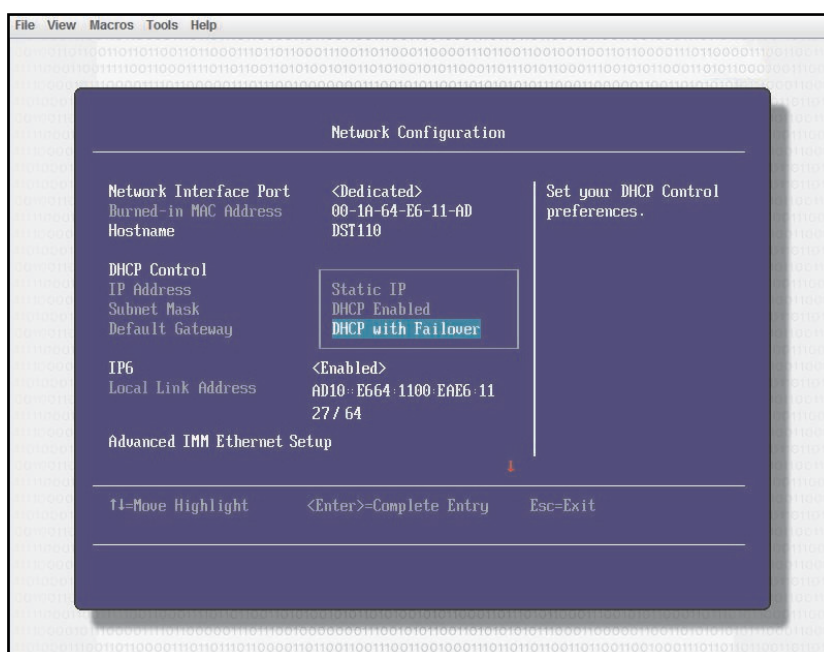 File View Macros Tools Help
Network Configuration
Network Interface Port <Dedicated>
Burned-in MAC Address 00-1A-64-E6-11-AD
Hostname DST110
DHCP Control
IP Address
Subnet Mask
Default Gateway
Static IP
DHCP Enabled
DHCP with Failover
IP6 <Enabled>
Local Link Address AD10::E664:1100:EAE6:11
27/64
Advanced IMM Ethernet Setup
Set your DHCP Control
preferences.
↓
↑↓=Move Highlight <Enter>=Complete Entry Esc=Exit